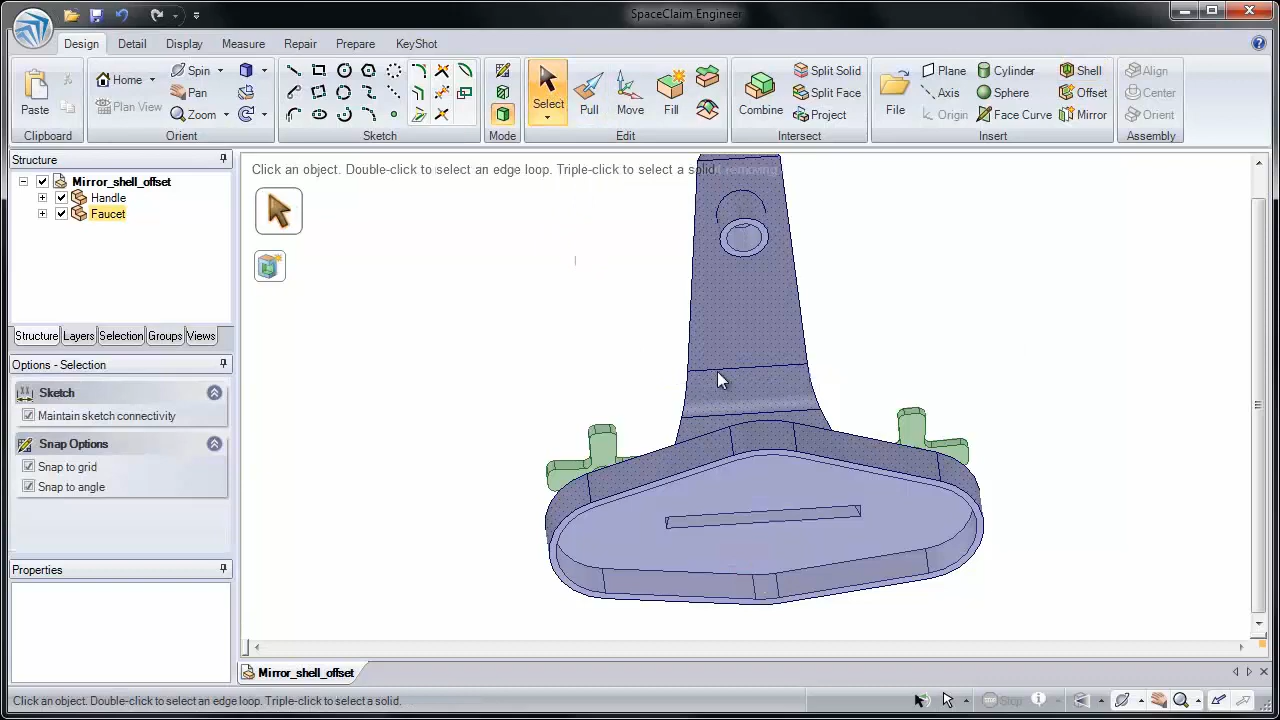 SpaceClaim Engineer
Design Detail Display Measure Repair Prepare KeyShot
Paste Home Spin Select Pull Move Fill Combine Split Solid File Plane Cylinder Shell Align
Plan View Pan Split Face Axis Sphere Offset Center
Zoom Project Origin Face Curve Mirror Orient
Clipboard Orient Sketch Mode Edit Intersect Insert Assembly
Structure
Mirror_shell_offset
Handle
Faucet
Click an object. Double-click to select an edge loop. Triple-click to select a solid
Structure Layers Selection Groups Views
Options - Selection
Sketch
Maintain sketch connectivity
Snap Options
Snap to grid
Snap to angle
Properties
Mirror_shell_offset
Click an object. Double-click to select an edge loop. Triple-click to select a solid.
Stop